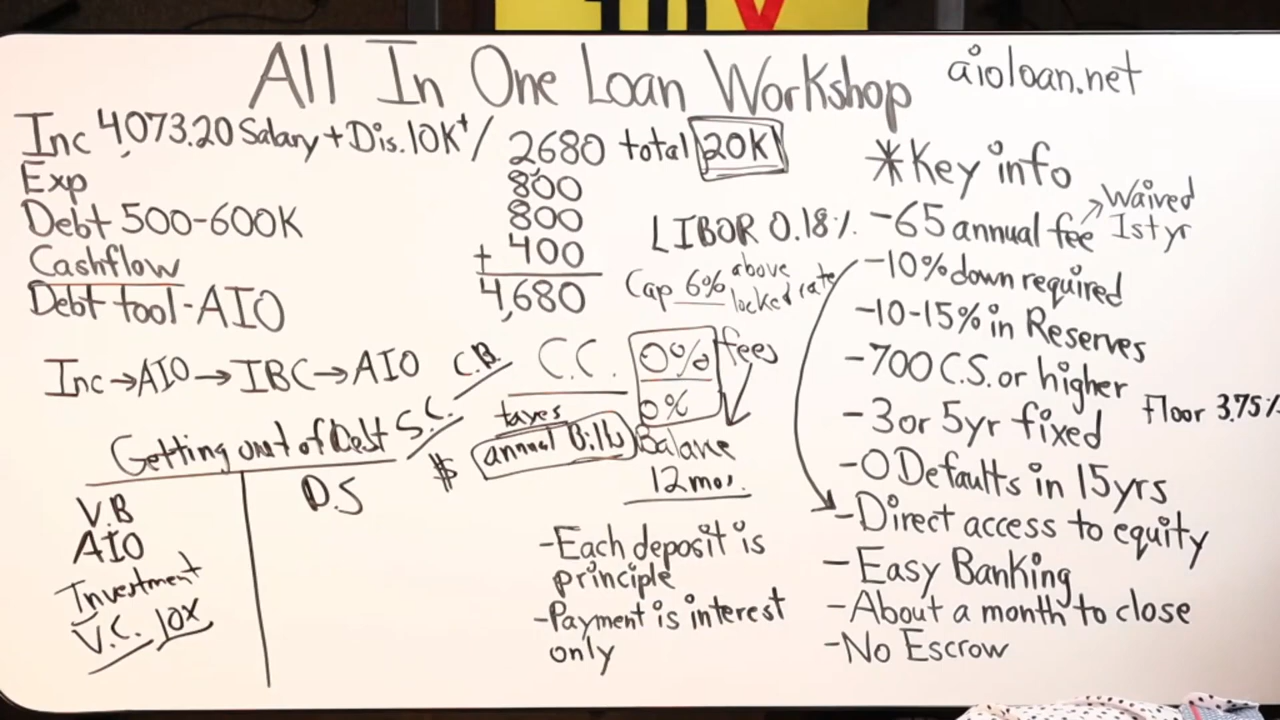 All In One Loan Workshop
aioloan.net
Inc 4,073.20 Salary + Dis. 10K+ / 2680 total 20K
Exp 800
Debt 500-600K 800
Cashflow + 400
4,680
Debt tool - AIO
LIBOR 0.18%
Cap 6% above locked rate
Inc→AIO→IBC→AIO
C.B.
S.C.
$
C.C. 0% fees
0%
taxes
annual Bills
Balance
12mos.
Getting out of Debt
V.B
D.S
AIO
Investment
V.C. 10x
-Each deposit is
principle
-Payment is interest
only
*Key info
-65 annual fee
Waived
1st yr
-10% down required
-10-15% in Reserves
-700 C.S. or higher
-3 or 5yr fixed
Floor 3.75%
-0 Defaults in 15yrs
-Direct access to equity
-Easy Banking
-About a month to close
-No Escrow